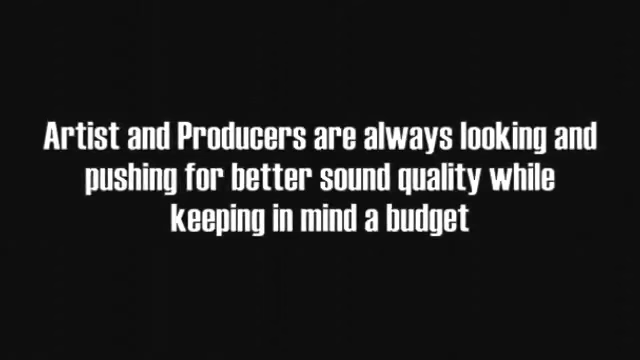 Artist and Producers are always looking and
pushing for better sound quality while
keeping in mind a budget